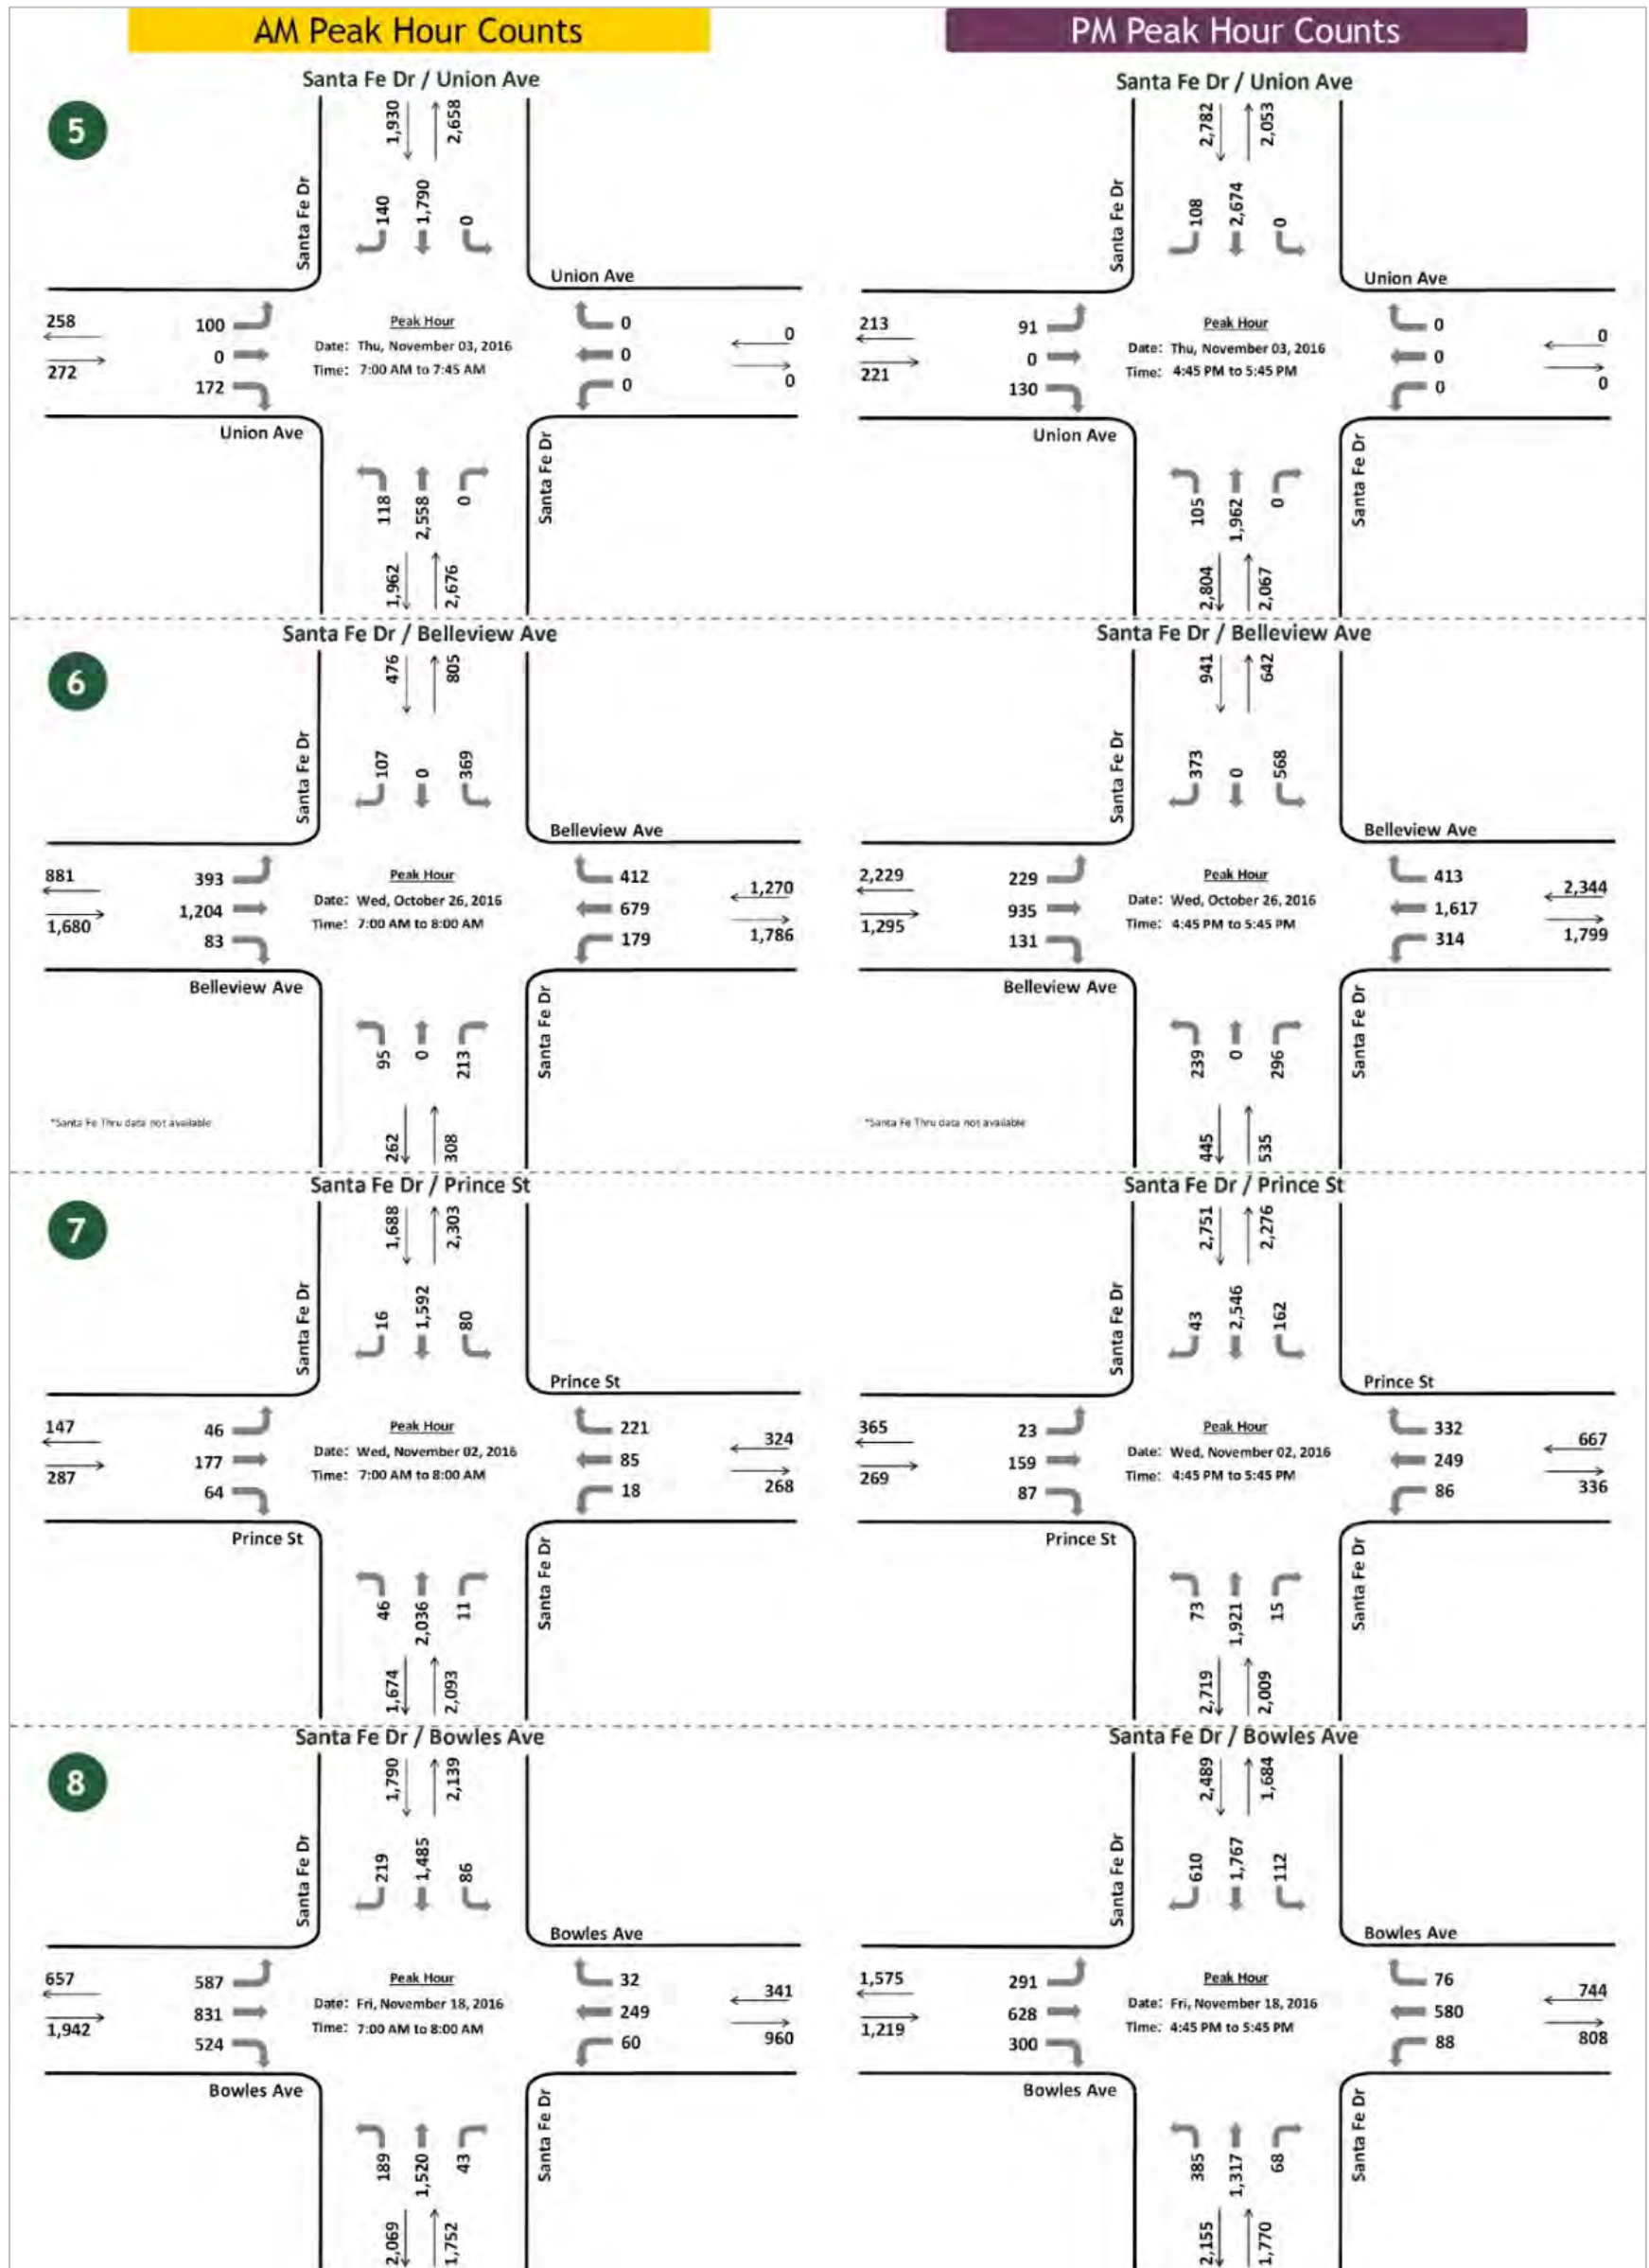 AM Peak Hour Counts
PM Peak Hour Counts
5
Santa Fe Dr / Union Ave
1,930
2,658
Santa Fe Dr
140
1,790
0
Union Ave
258
272
100
0
172
Peak Hour
Date: Thu, November 03, 2016
Time: 7:00 AM to 7:45 AM
0
0
0
0
0
Union Ave
118
2,558
0
Santa Fe Dr
1,962
2,676
Santa Fe Dr / Union Ave
2,782
2,053
Santa Fe Dr
108
2,674
0
Union Ave
213
221
91
0
130
Peak Hour
Date: Thu, November 03, 2016
Time: 4:45 PM to 5:45 PM
0
0
0
0
0
Union Ave
105
1,962
0
Santa Fe Dr
2,804
2,067
6
Santa Fe Dr / Belleview Ave
476
805
Santa Fe Dr
107
0
369
Belleview Ave
881
1,680
393
1,204
83
Peak Hour
Date: Wed, October 26, 2016
Time: 7:00 AM to 8:00 AM
412
679
179
1,270
1,786
Belleview Ave
95
0
213
Santa Fe Dr
*Santa Fe Thru data not available
262
308
Santa Fe Dr / Belleview Ave
941
642
Santa Fe Dr
373
0
568
Belleview Ave
2,229
1,295
229
935
131
Peak Hour
Date: Wed, October 26, 2016
Time: 4:45 PM to 5:45 PM
413
1,617
314
2,344
1,799
Belleview Ave
239
0
296
Santa Fe Dr
*Santa Fe Thru data not available
445
535
7
Santa Fe Dr / Prince St
1,688
2,303
Santa Fe Dr
16
1,592
80
Prince St
147
287
46
177
64
Peak Hour
Date: Wed, November 02, 2016
Time: 7:00 AM to 8:00 AM
221
85
18
324
268
Prince St
46
2,036
11
Santa Fe Dr
1,674
2,093
Santa Fe Dr / Prince St
2,751
2,276
Santa Fe Dr
43
2,546
162
Prince St
365
269
23
159
87
Peak Hour
Date: Wed, November 02, 2016
Time: 4:45 PM to 5:45 PM
332
249
86
667
336
Prince St
73
1,921
15
Santa Fe Dr
2,719
2,009
8
Santa Fe Dr / Bowles Ave
1,790
2,139
Santa Fe Dr
219
1,485
86
Bowles Ave
657
1,942
587
831
524
Peak Hour
Date: Fri, November 18, 2016
Time: 7:00 AM to 8:00 AM
32
249
60
341
960
Bowles Ave
189
1,520
43
Santa Fe Dr
2,069
1,752
Santa Fe Dr / Bowles Ave
2,489
1,684
Santa Fe Dr
610
1,767
112
Bowles Ave
1,575
1,219
291
628
300
Peak Hour
Date: Fri, November 18, 2016
Time: 4:45 PM to 5:45 PM
76
580
88
744
808
Bowles Ave
385
1,317
68
Santa Fe Dr
2,155
1,770